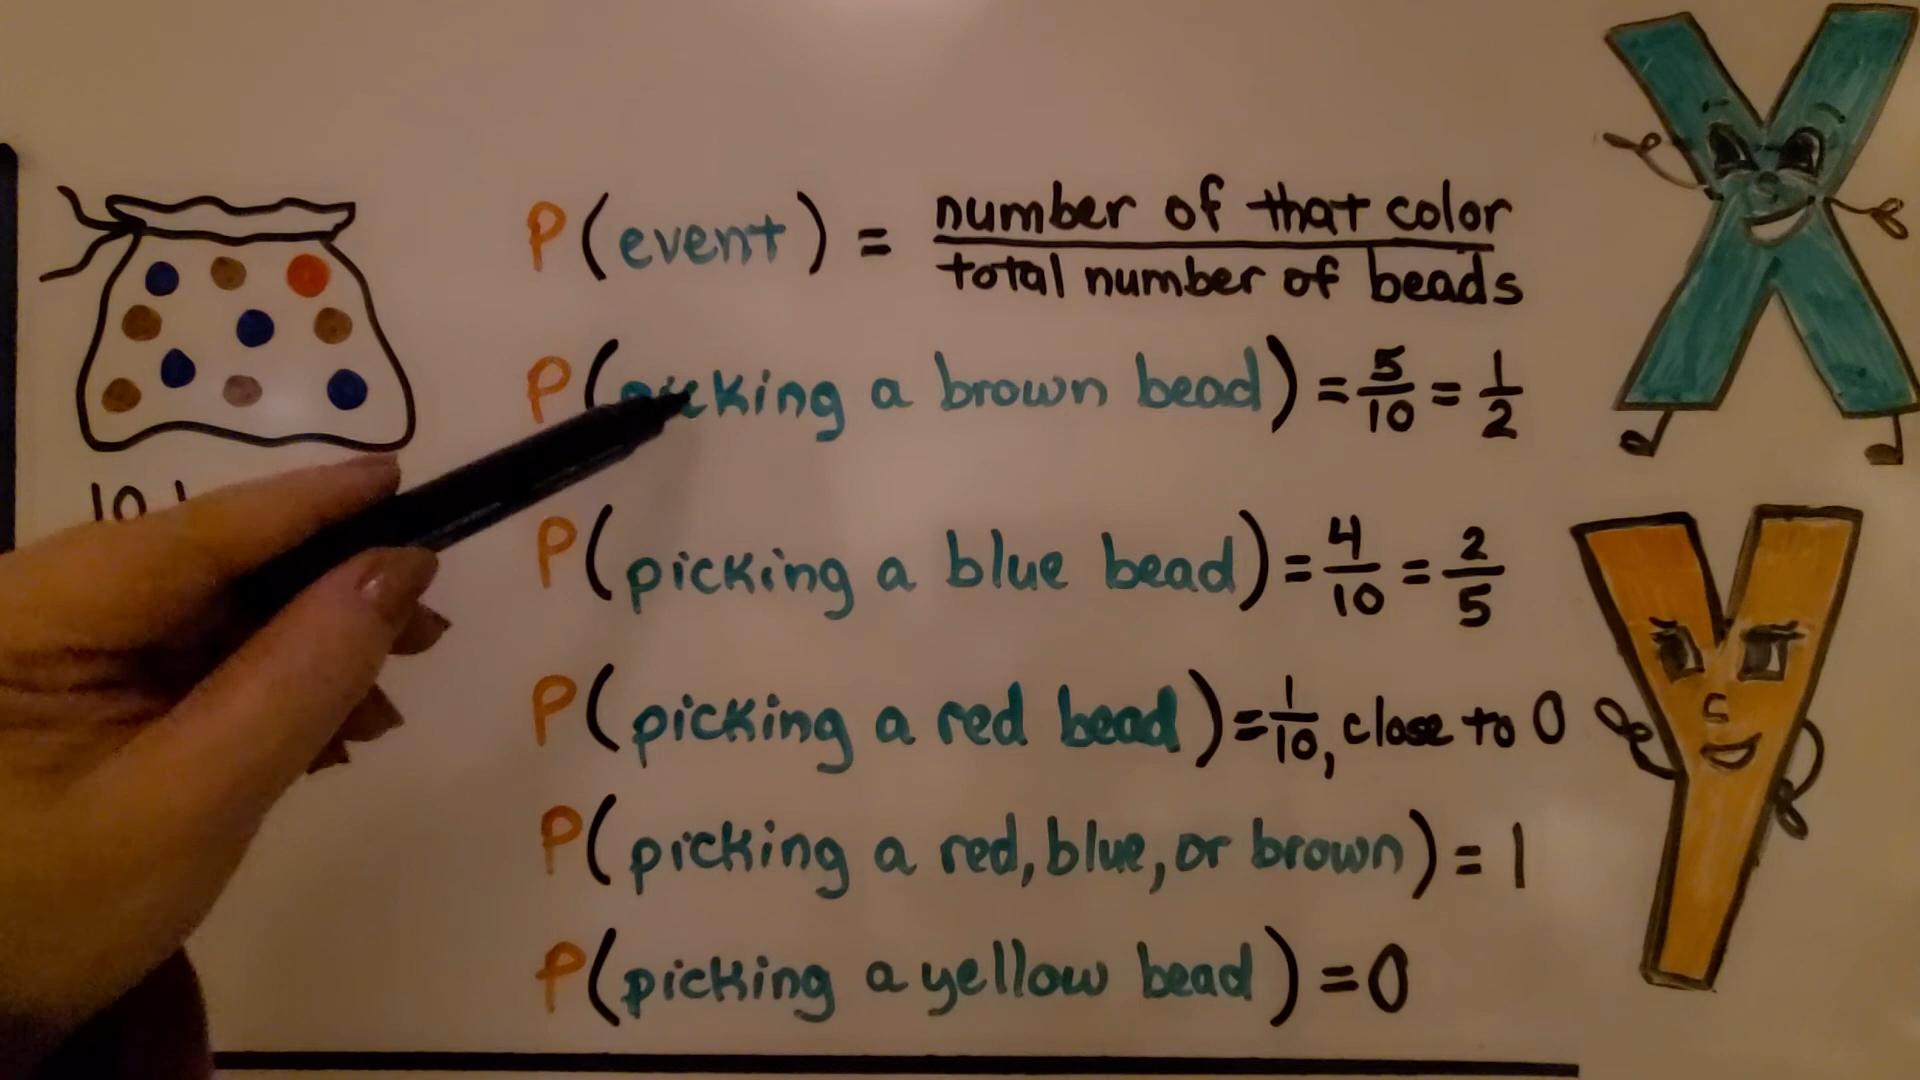 P(event) = number of that color / total number of beads
P(picking a brown bead) = 5/10 = 1/2
P(picking a blue bead) = 4/10 = 2/5
P(picking a red bead) = 1/10, close to 0
P(picking a red, blue, or brown) = 1
P(picking a yellow bead) = 0
10